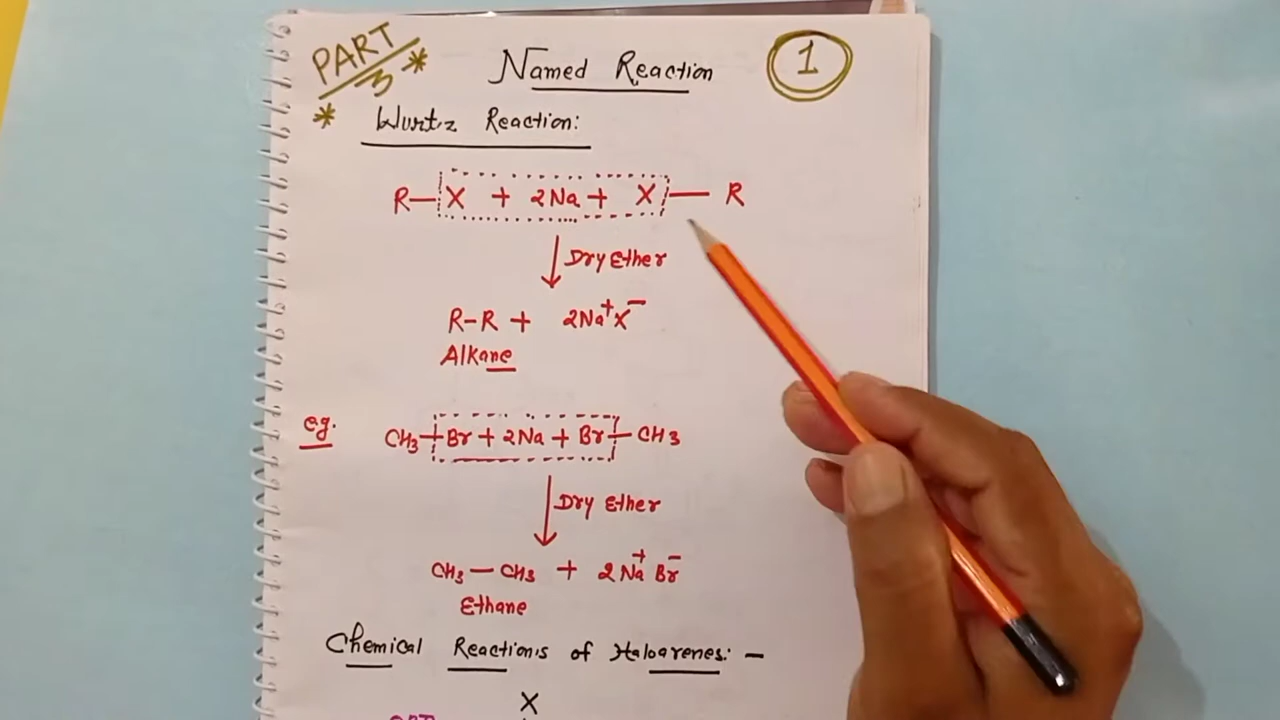 PART 3
Named Reaction
1
* Wurtz Reaction: *
R—X + 2Na + X—R
↓ Dry Ether
R-R + 2Na⁺X⁻
Alkane
eg. CH₃—Br + 2Na + Br—CH₃
↓ Dry Ether
CH₃—CH₃ + 2Na⁺Br⁻
Ethane
Chemical Reactions of Haloarenes: —
X